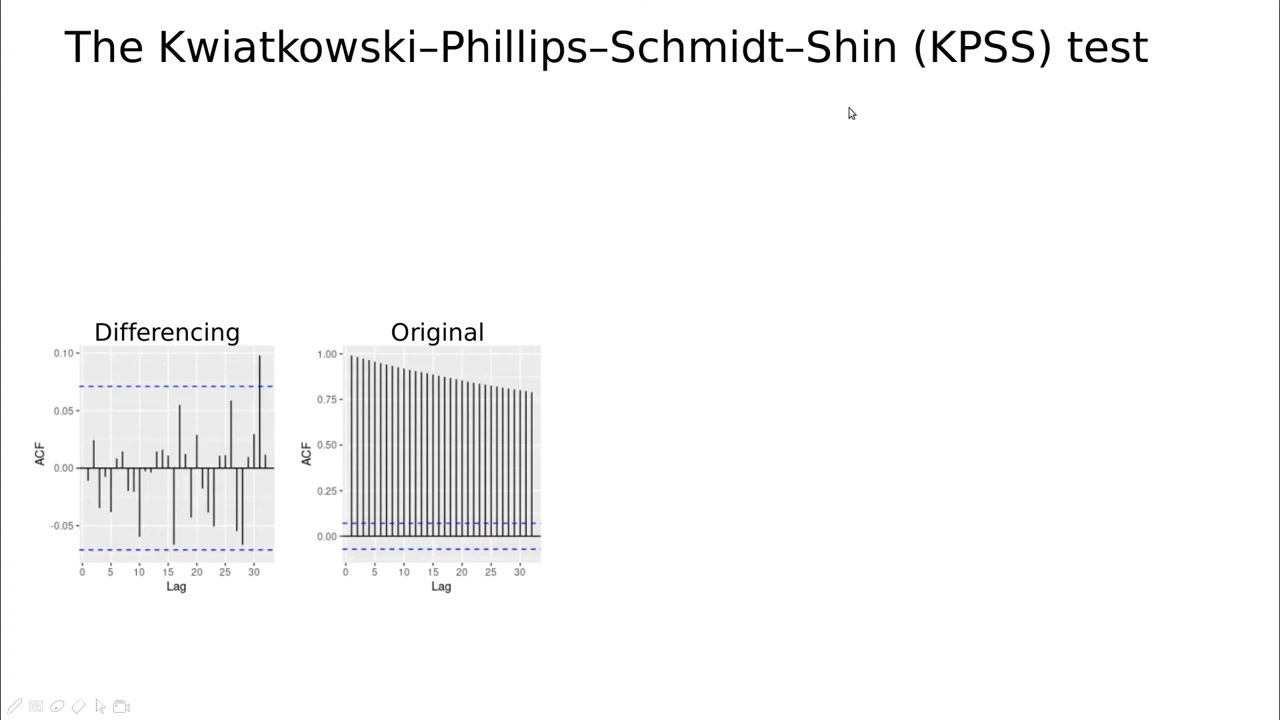 The Kwiatkowski–Phillips–Schmidt–Shin (KPSS) test
Differencing
0.10
0.05
0.00
-0.05
ACF
0 5 10 15 20 25 30
Lag
Original
1.00
0.75
0.50
0.25
0.00
ACF
0 5 10 15 20 25 30
Lag